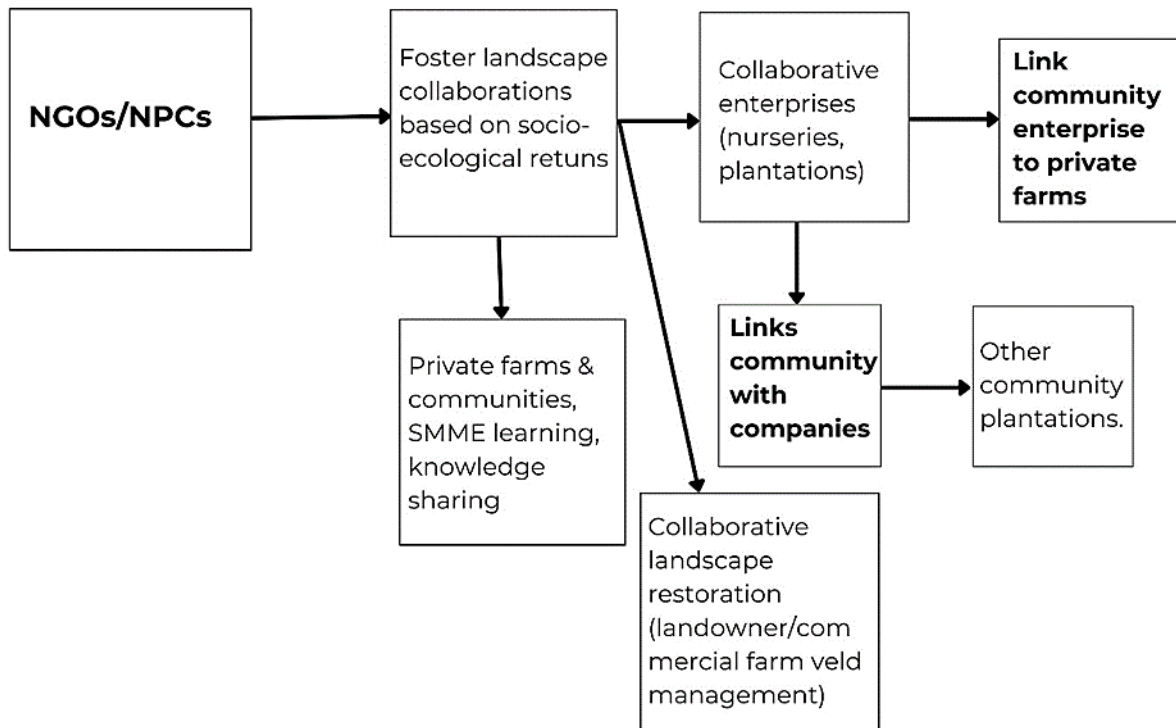 NGOs/NPCs
Foster landscape
collaborations
based on socio-
ecological retuns
Collaborative
enterprises
(nurseries,
plantations)
Link
community
enterprise
to private
farms
Private farms &
communities,
SMME learning,
knowledge
sharing
Links
community
with
companies
Other
community
plantations.
Collaborative
landscape
restoration
(landowner/com
mercial farm veld
management)